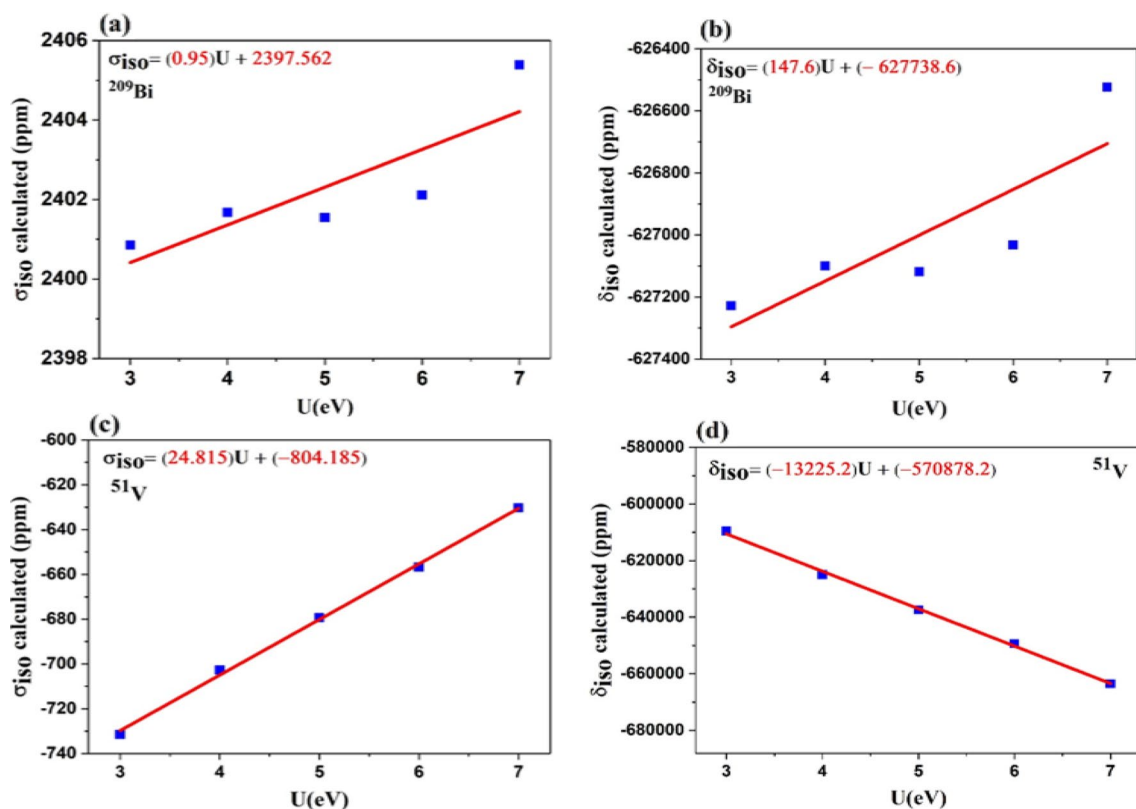 (a)
2406
2404
2402
2400
2398
σiso calculated (ppm)
σiso= (0.95)U + 2397.562
²⁰⁹Bi
3 4 5 6 7
U(eV)
(b)
-626400
-626600
-626800
-627000
-627200
-627400
δiso calculated (ppm)
δiso= (147.6)U + (− 627738.6)
²⁰⁹Bi
3 4 5 6 7
U(eV)
(c)
-600
-620
-640
-660
-680
-700
-720
-740
σiso calculated (ppm)
σiso= (24.815)U + (−804.185)
⁵¹V
3 4 5 6 7
U(eV)
(d)
-580000
-600000
-620000
-640000
-660000
-680000
δiso calculated (ppm)
δiso= (−13225.2)U + (−570878.2) ⁵¹V
3 4 5 6 7
U(eV)